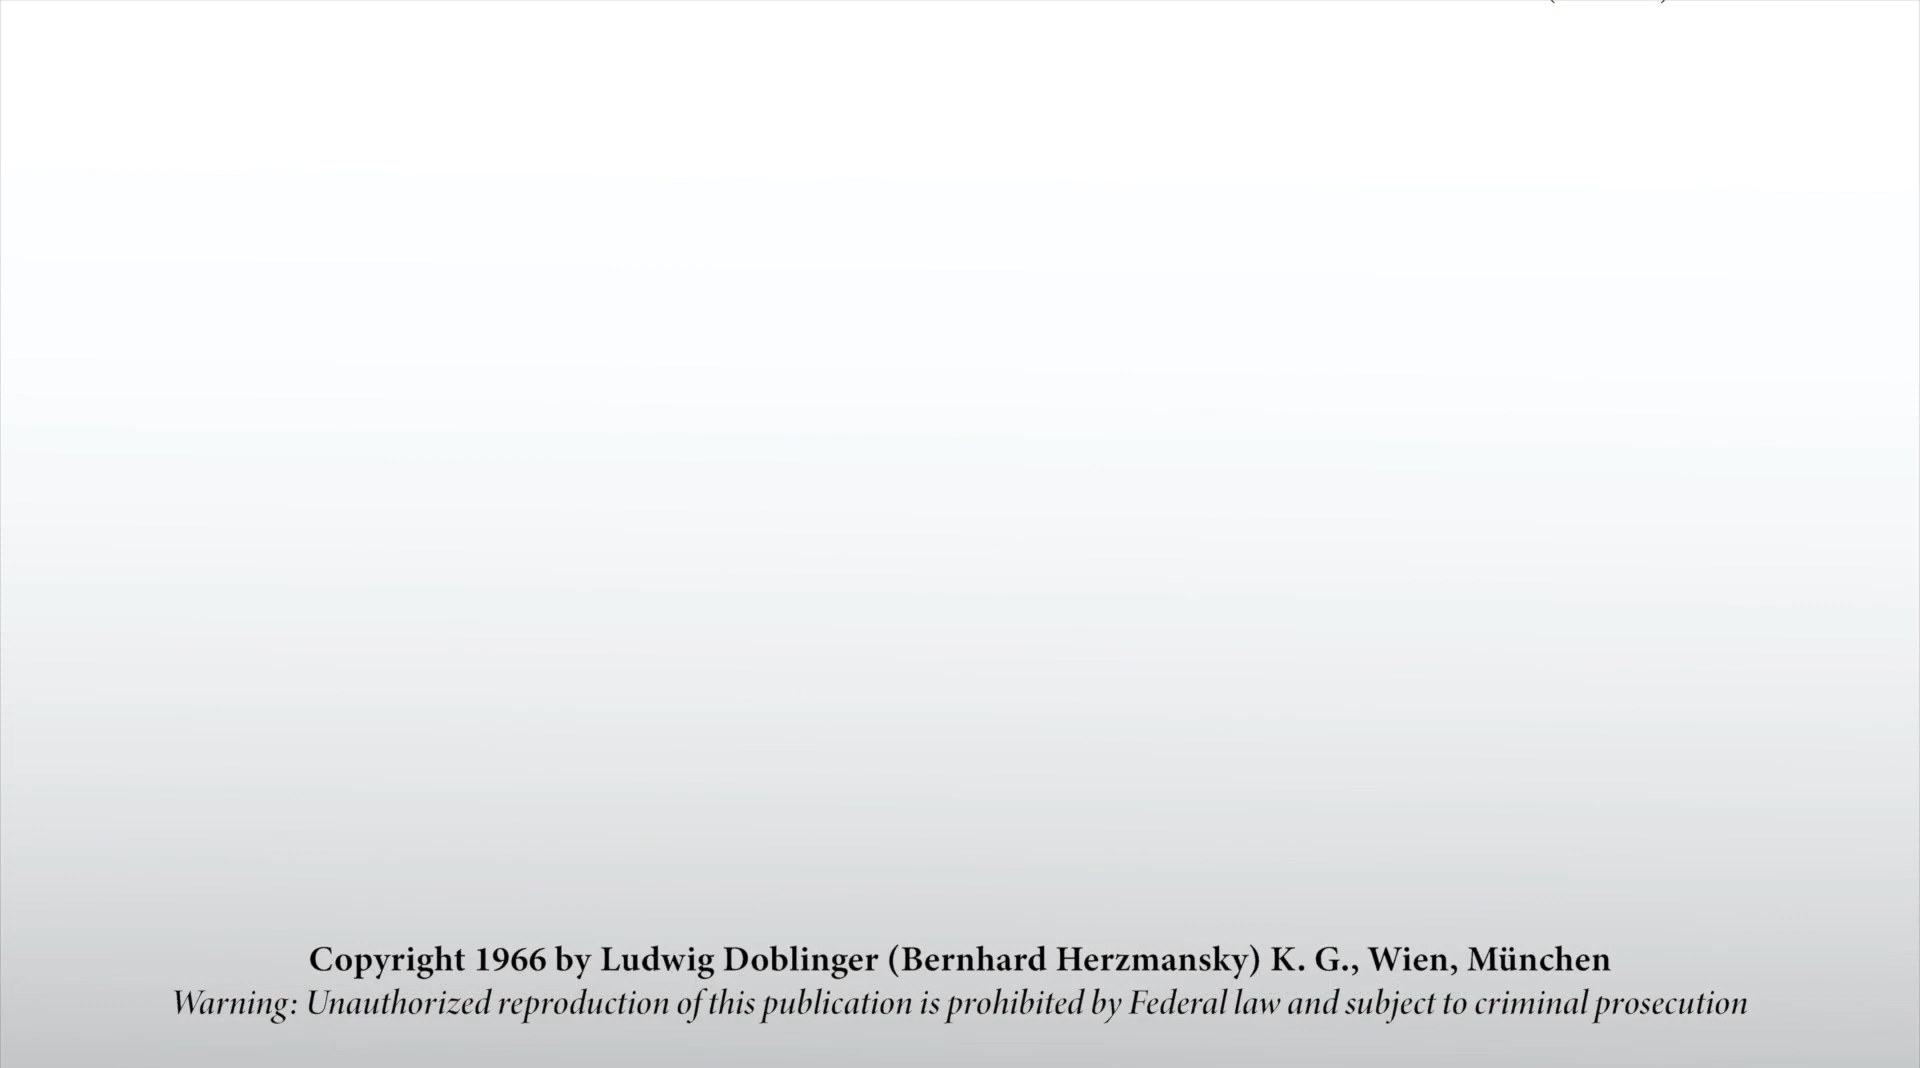 Copyright 1966 by Ludwig Doblinger (Bernhard Herzmansky) K. G., Wien, München
Warning: Unauthorized reproduction of this publication is prohibited by Federal law and subject to criminal prosecution